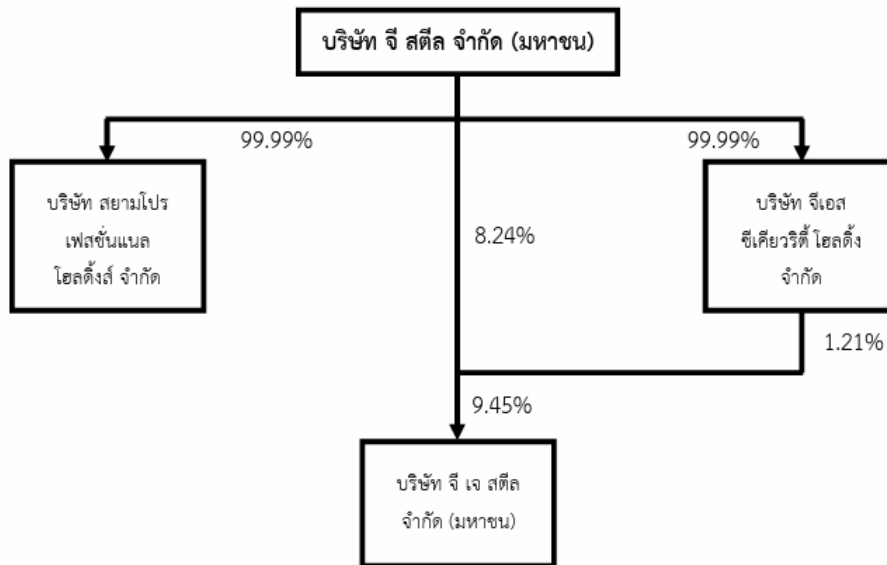 บริษัท จี สตีล จำกัด (มหาชน)
99.99%
99.99%
บริษัท สยามโปร
เฟสชั่นแนล
โฮลดิ้งส์ จำกัด
8.24%
บริษัท จีเอส
ซีเคียวริตี้ โฮลดิ้ง
จำกัด
1.21%
9.45%
บริษัท จี เจ สตีล
จำกัด (มหาชน)